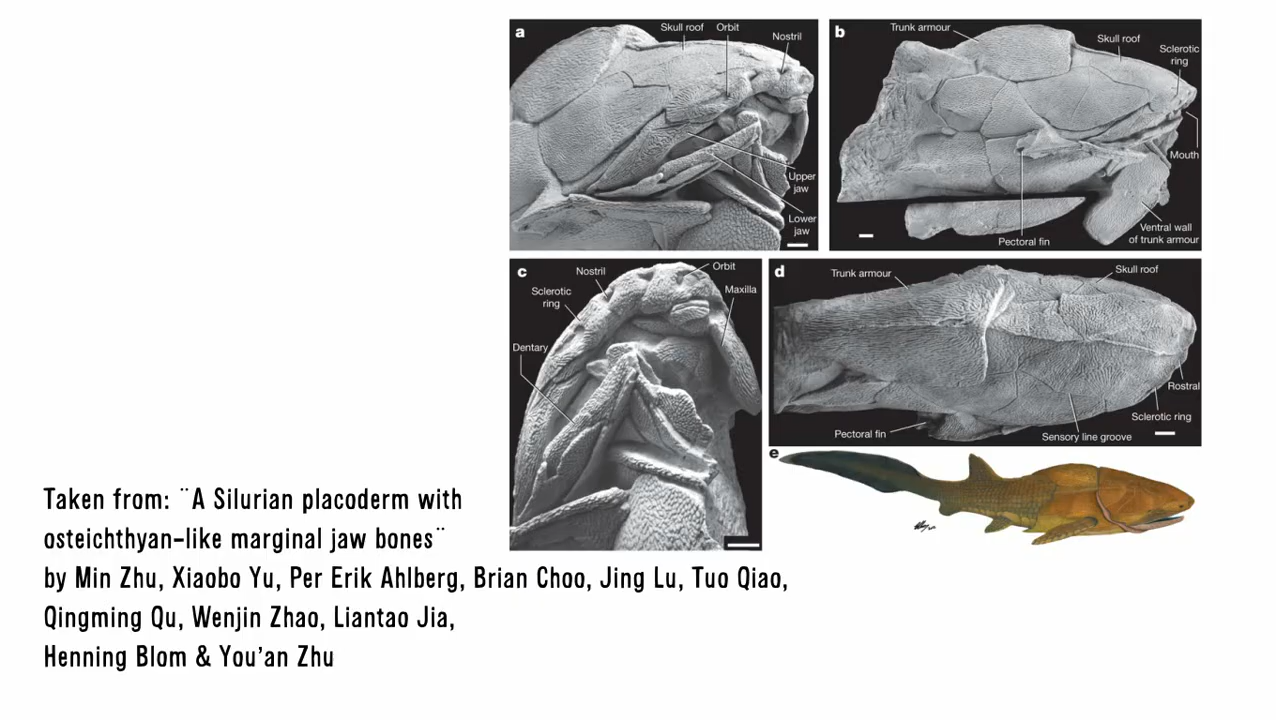 a
Skull roof
Orbit
Nostril
Upper
jaw
Lower
jaw
b
Trunk armour
Skull roof
Sclerotic
ring
Mouth
Pectoral fin
Ventral wall
of trunk armour
c
Nostril
Orbit
Sclerotic
ring
Maxilla
Dentary
d
Trunk armour
Skull roof
Rostral
Sclerotic ring
Pectoral fin
Sensory line groove
e
Taken from: ¨A Silurian placoderm with
osteichthyan-like marginal jaw bones¨
by Min Zhu, Xiaobo Yu, Per Erik Ahlberg, Brian Choo, Jing Lu, Tuo Qiao,
Qingming Qu, Wenjin Zhao, Liantao Jia,
Henning Blom & You'an Zhu